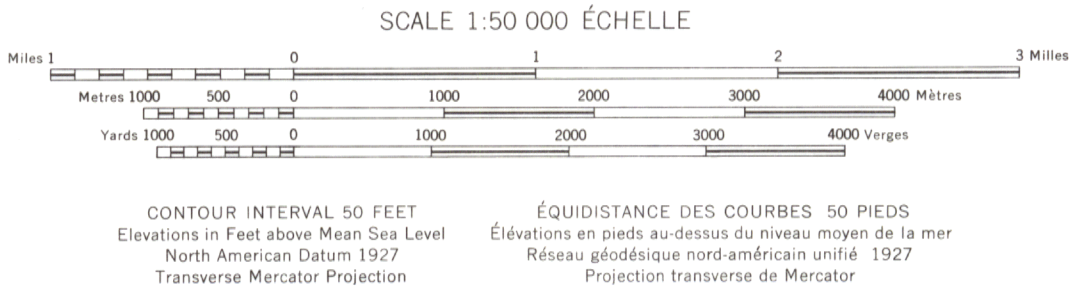 SCALE 1:50 000 ÉCHELLE
Miles 1 0 1 2 3 Milles
Metres 1000 500 0 1000 2000 3000 4000 Mètres
Yards 1000 500 0 1000 2000 3000 4000 Verges
CONTOUR INTERVAL 50 FEET
Elevations in Feet above Mean Sea Level
North American Datum 1927
Transverse Mercator Projection
ÉQUIDISTANCE DES COURBES 50 PIEDS
Élévations en pieds au-dessus du niveau moyen de la mer
Réseau géodésique nord-américain unifié 1927
Projection transverse de Mercator